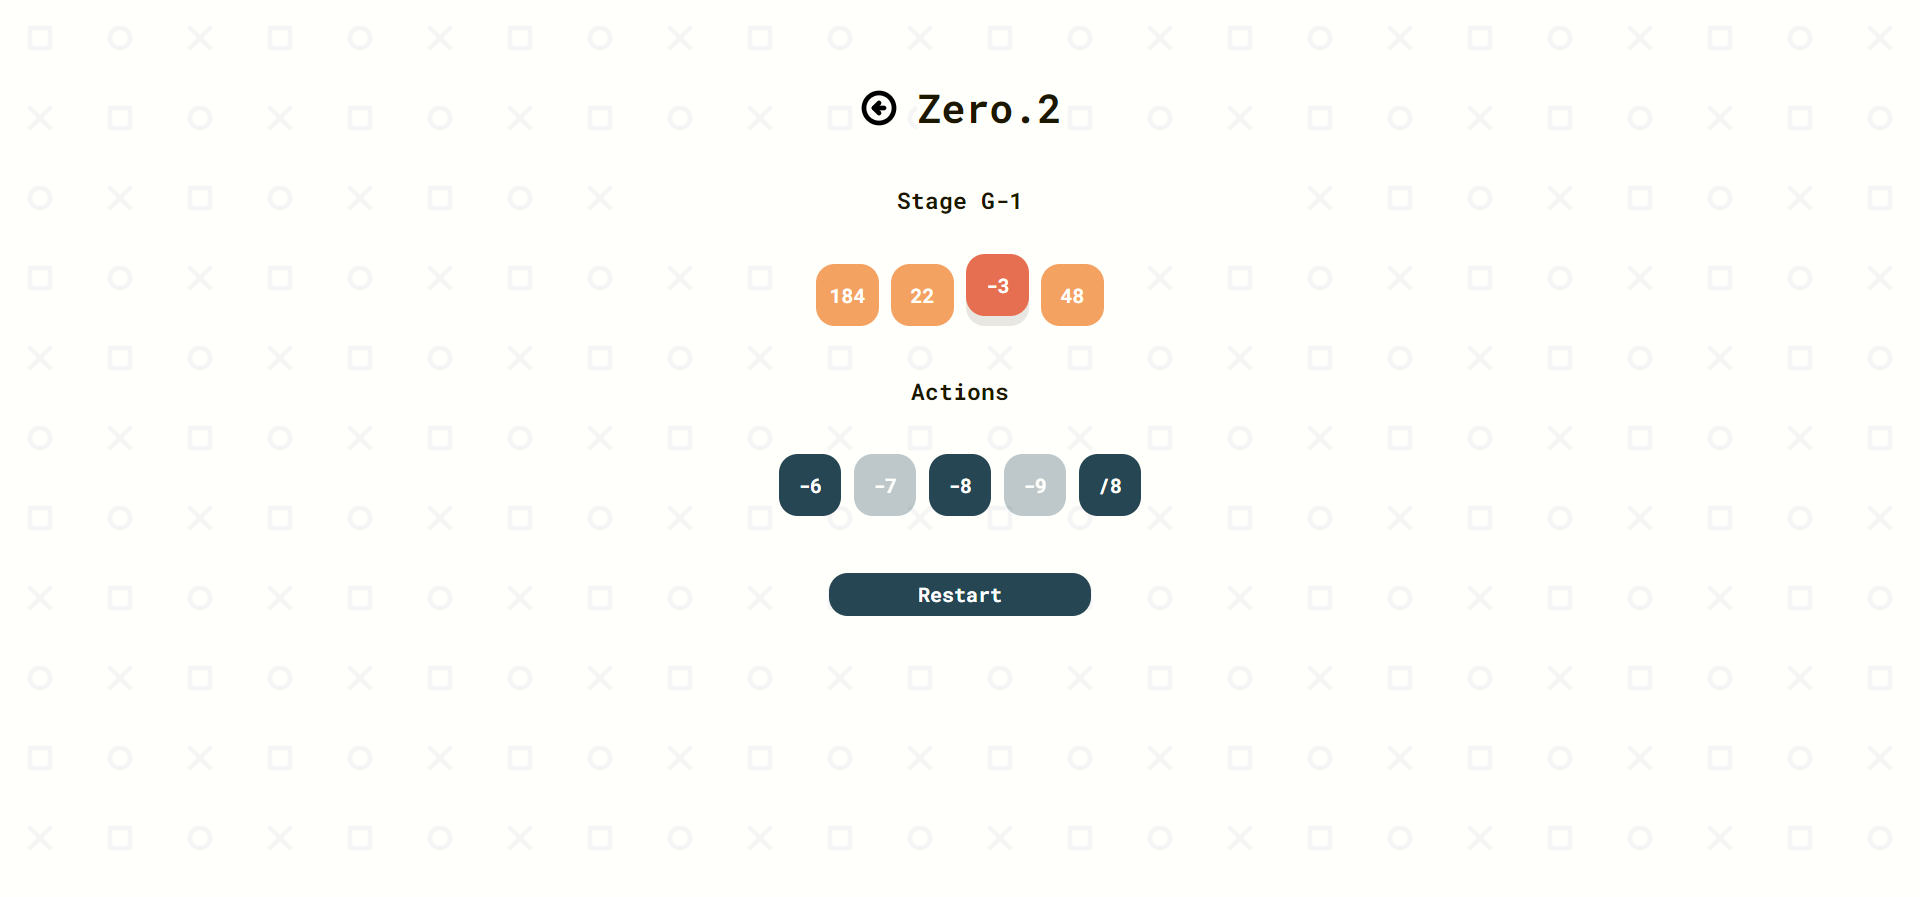 Zero.2
Stage G-1
184 22 -3 48
Actions
-6 -7 -8 -9 /8
Restart